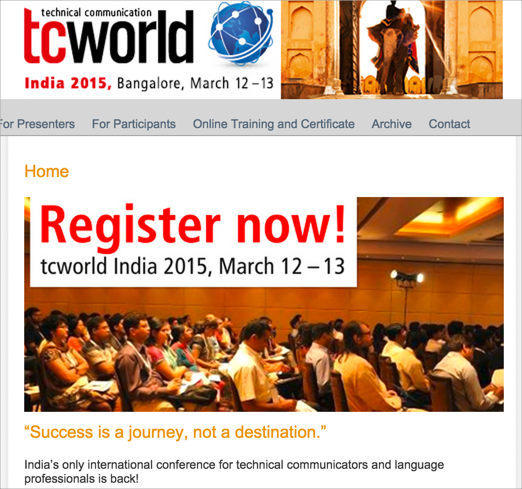 technical communication
tcworld
India 2015, Bangalore, March 12 – 13
For Presenters For Participants Online Training and Certificate Archive Contact
Home
Register now!
tcworld India 2015, March 12 – 13
“Success is a journey, not a destination.”
India’s only international conference for technical communicators and language
professionals is back!